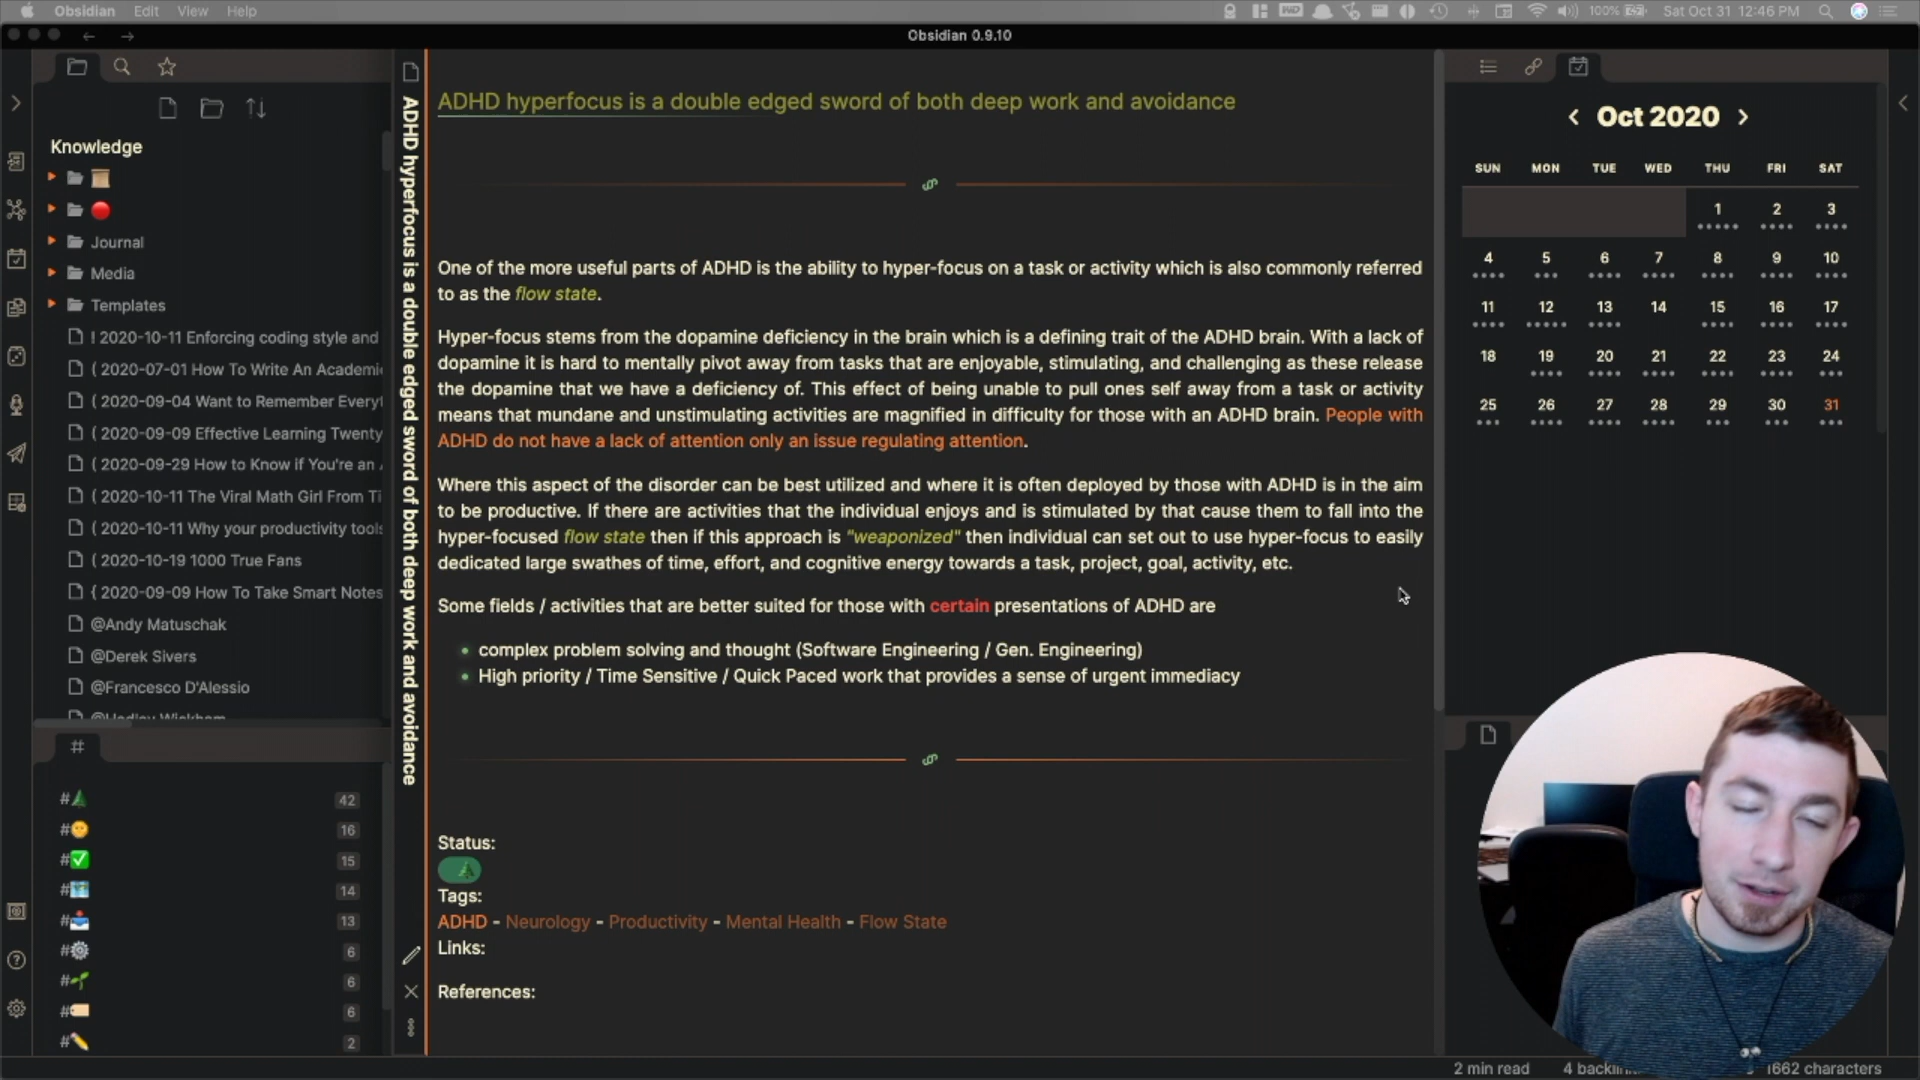 Obsidian Edit View Help
100% Sat Oct 31 12:46 PM
Obsidian 0.9.10
Knowledge
Journal
Media
Templates
! 2020-10-11 Enforcing coding style and
( 2020-07-01 How To Write An Academi
( 2020-09-04 Want to Remember Every
( 2020-09-09 Effective Learning Twenty
( 2020-09-29 How to Know if You're an
( 2020-10-11 The Viral Math Girl From Ti
( 2020-10-11 Why your productivity tools
( 2020-10-19 1000 True Fans
( 2020-09-09 How To Take Smart Notes
@Andy Matuschak
@Derek Sivers
@Francesco D'Alessio
@Hadley Wickham
#
#🌲 42
#🌞 16
#✅ 15
#🗺️ 14
#📥 13
#⚙️ 6
#🌱 6
#🏷️ 6
#✏️ 2
ADHD hyperfocus is a double edged sword of both deep work and avoidance
ADHD hyperfocus is a double edged sword of both deep work and avoidance
One of the more useful parts of ADHD is the ability to hyper-focus on a task or activity which is also commonly referred
to as the flow state.
Hyper-focus stems from the dopamine deficiency in the brain which is a defining trait of the ADHD brain. With a lack of
dopamine it is hard to mentally pivot away from tasks that are enjoyable, stimulating, and challenging as these release
the dopamine that we have a deficiency of. This effect of being unable to pull ones self away from a task or activity
means that mundane and unstimulating activities are magnified in difficulty for those with an ADHD brain. People with
ADHD do not have a lack of attention only an issue regulating attention.
Where this aspect of the disorder can be best utilized and where it is often deployed by those with ADHD is in the aim
to be productive. If there are activities that the individual enjoys and is stimulated by that cause them to fall into the
hyper-focused flow state then if this approach is "weaponized" then individual can set out to use hyper-focus to easily
dedicated large swathes of time, effort, and cognitive energy towards a task, project, goal, activity, etc.
Some fields / activities that are better suited for those with certain presentations of ADHD are
• complex problem solving and thought (Software Engineering / Gen. Engineering)
• High priority / Time Sensitive / Quick Paced work that provides a sense of urgent immediacy
Status:
Tags:
ADHD - Neurology - Productivity - Mental Health - Flow State
Links:
References:
‹ Oct 2020 ›
SUN MON TUE WED THU FRI SAT
1 2 3
4 5 6 7 8 9 10
11 12 13 14 15 16 17
18 19 20 21 22 23 24
25 26 27 28 29 30 31
2 min read 4 1662 characters